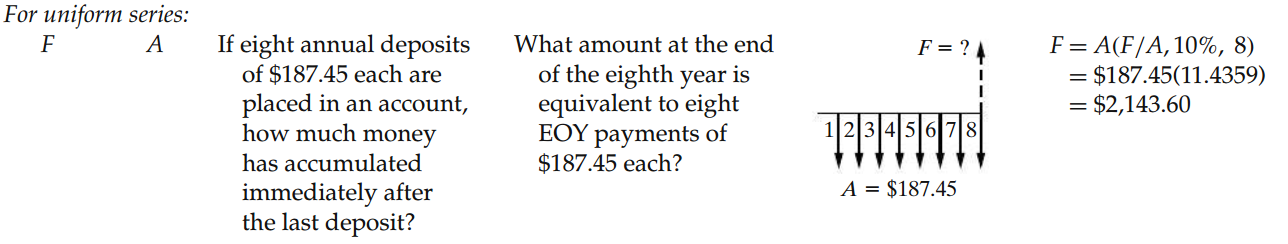 For uniform series:
F
A
If eight annual deposits
of $187.45 each are
placed in an account,
how much money
has accumulated
immediately after
the last deposit?
What amount at the end
of the eighth year is
equivalent to eight
EOY payments of
$187.45 each?
F = ?
1 2 3 4 5 6 7 8
A = $187.45
F = A(F/A, 10%, 8)
= $187.45(11.4359)
= $2,143.60